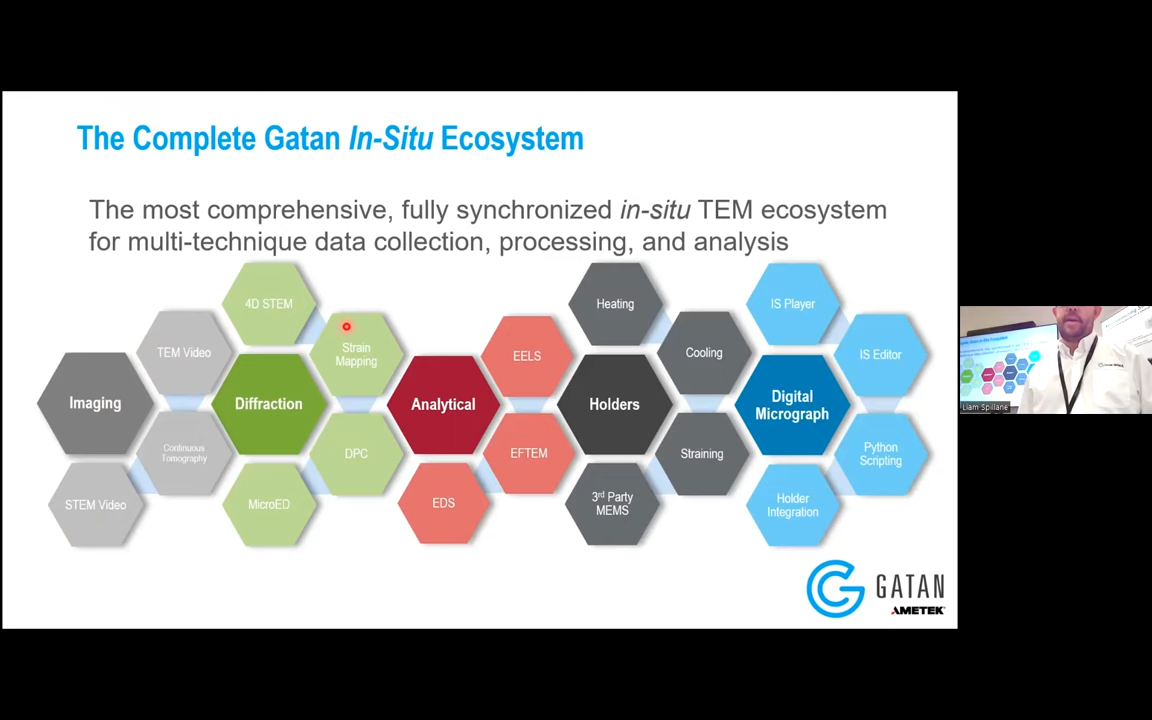 The Complete Gatan In-Situ Ecosystem
The most comprehensive, fully synchronized in-situ TEM ecosystem
for multi-technique data collection, processing, and analysis
Imaging
TEM Video
Continuous
Tomography
STEM Video
4D STEM
Diffraction
MicroED
Strain
Mapping
DPC
Analytical
EDS
EELS
EFTEM
Heating
Holders
3rd Party
MEMS
Cooling
Straining
IS Player
Digital
Micrograph
Holder
Integration
IS Editor
Python
Scripting
GATAN
AMETEK
Liam Spillane